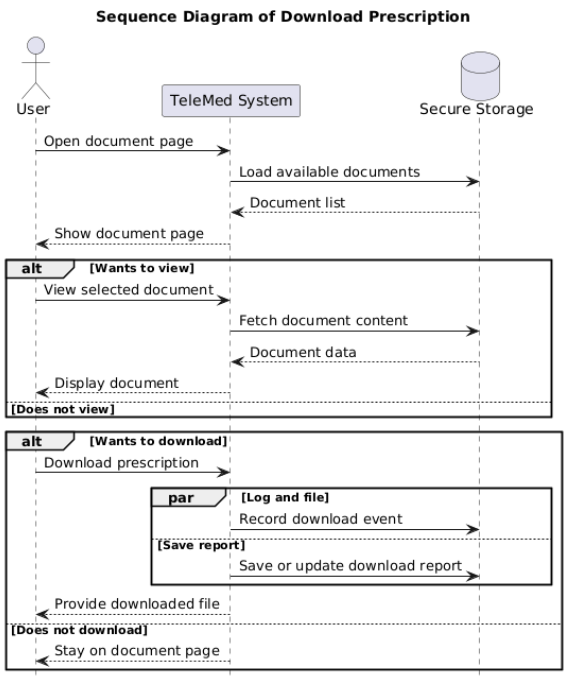 Sequence Diagram of Download Prescription
User
TeleMed System
Secure Storage
Open document page
Load available documents
Document list
Show document page
alt [Wants to view]
View selected document
Fetch document content
Document data
Display document
[Does not view]
alt [Wants to download]
Download prescription
par [Log and file]
Record download event
[Save report]
Save or update download report
Provide downloaded file
[Does not download]
Stay on document page